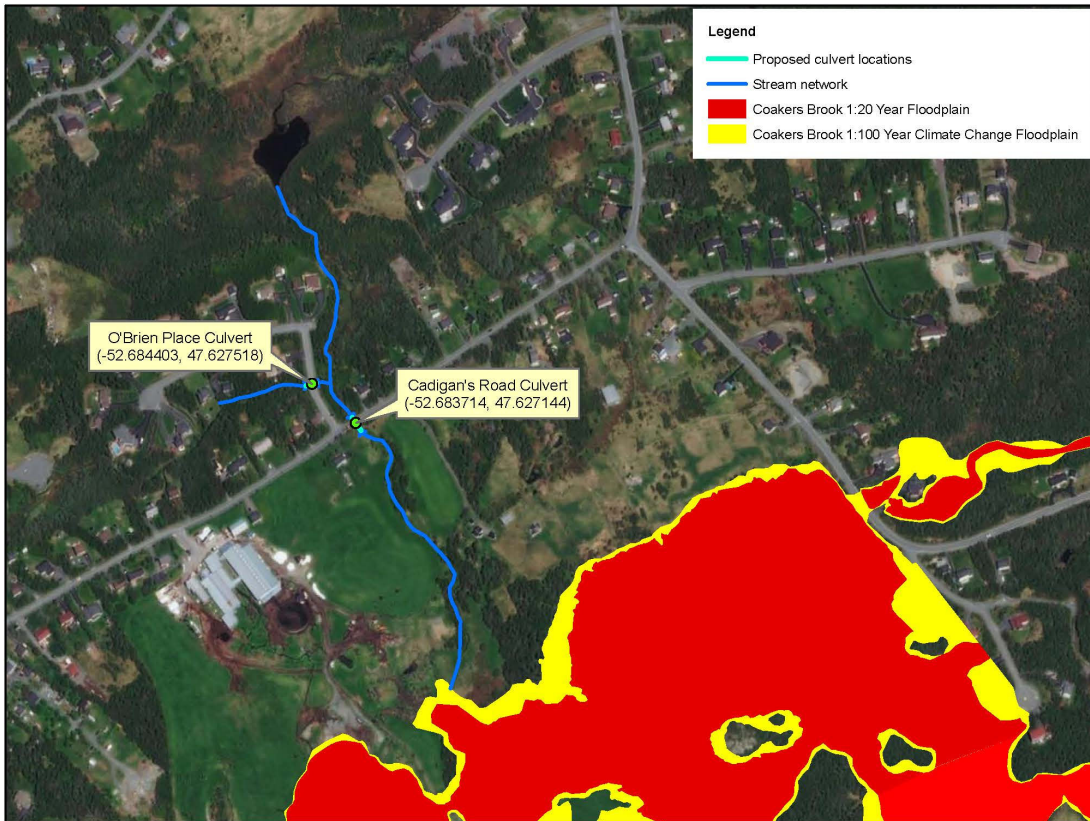 Legend
Proposed culvert locations
Stream network
Coakers Brook 1:20 Year Floodplain
Coakers Brook 1:100 Year Climate Change Floodplain
O'Brien Place Culvert
(-52.684403, 47.627518)
Cadigan's Road Culvert
(-52.683714, 47.627144)